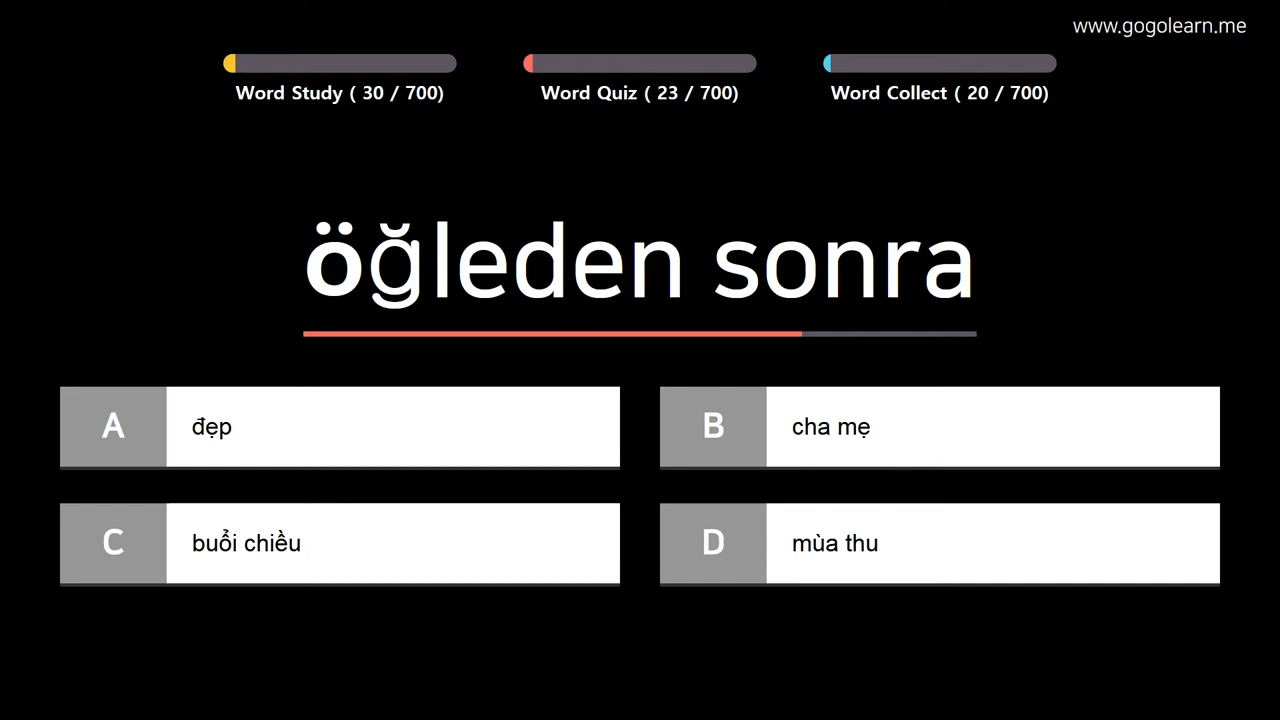 www.gogolearn.me
Word Study ( 30 / 700)
Word Quiz ( 23 / 700)
Word Collect ( 20 / 700)
öğleden sonra
A
đẹp
B
cha mẹ
C
buổi chiều
D
mùa thu